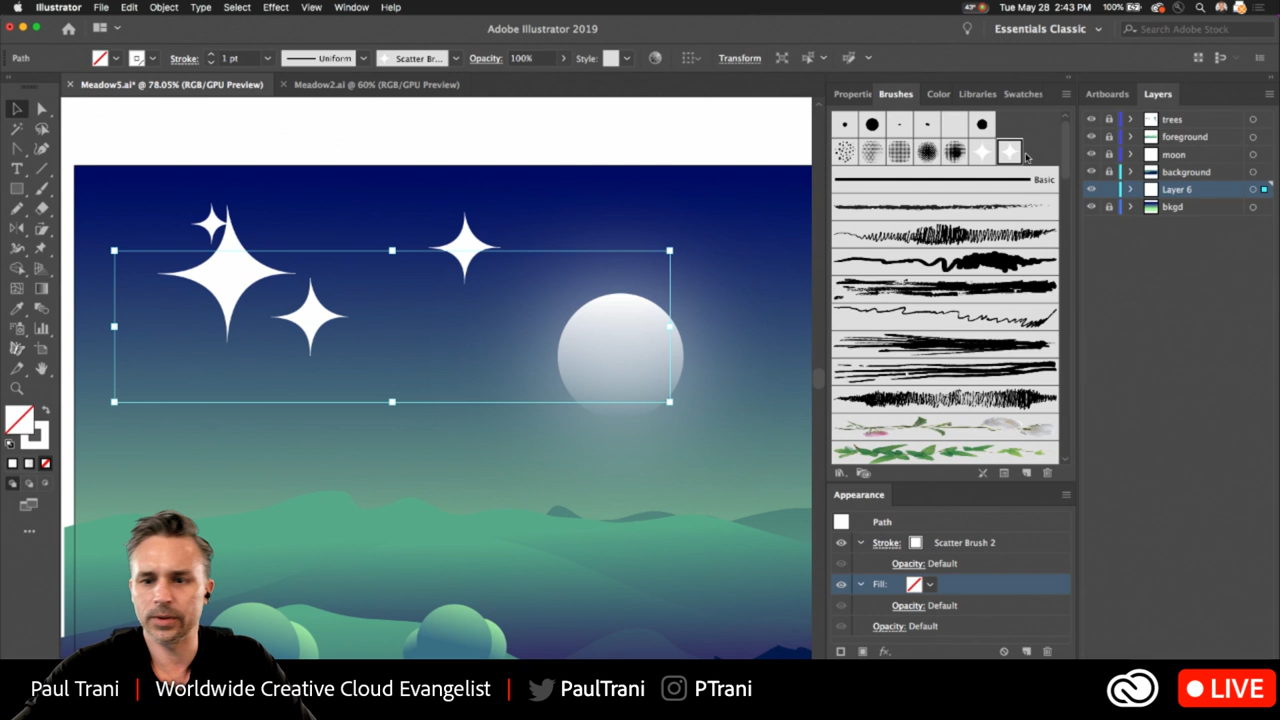 Illustrator File Edit Object Type Select Effect View Window Help
43° 100% Tue May 28 2:43 PM
Adobe Illustrator 2019
Essentials Classic
Search Adobe Stock
Path Stroke: 1 pt Uniform Scatter Br... Opacity: 100% Style: Transform
Meadow5.ai* @ 78.05% (RGB/GPU Preview)
Meadow2.ai @ 60% (RGB/GPU Preview)
Propertie Brushes Color Libraries Swatches
Artboards Layers
trees
foreground
moon
background
Layer 6
bkgd
Basic
Appearance
Path
Stroke: Scatter Brush 2
Opacity: Default
Fill:
Opacity: Default
Opacity: Default
Paul Trani | Worldwide Creative Cloud Evangelist | PaulTrani PTrani
LIVE